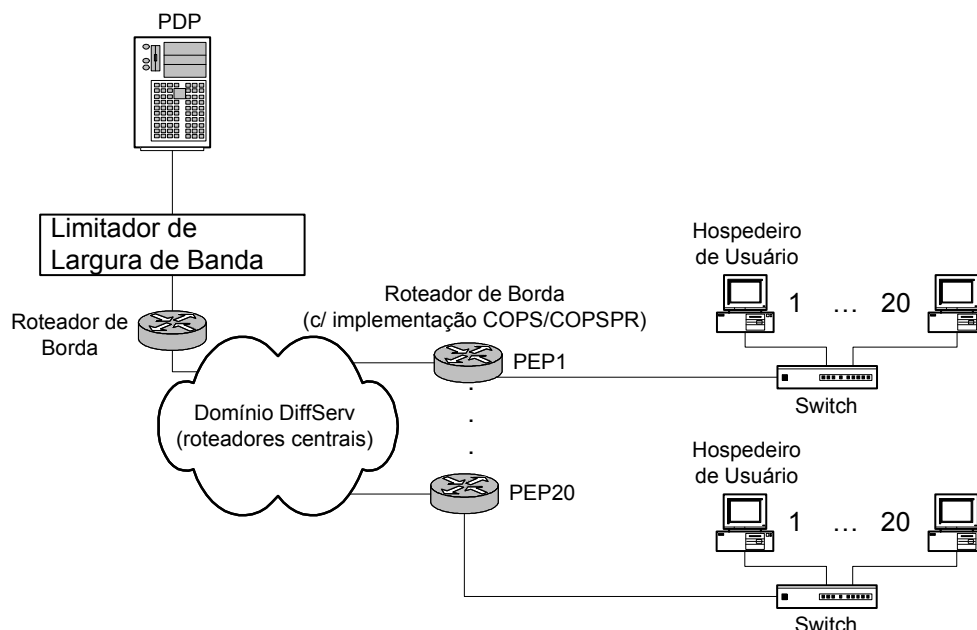 PDP
Limitador de
Largura de Banda
Roteador de
Borda
Roteador de Borda
(c/ implementação COPS/COPSPR)
PEP1
Domínio DiffServ
(roteadores centrais)
.
.
.
PEP20
Hospedeiro
de Usuário
1 ... 20
Switch
Hospedeiro
de Usuário
1 ... 20
Switch